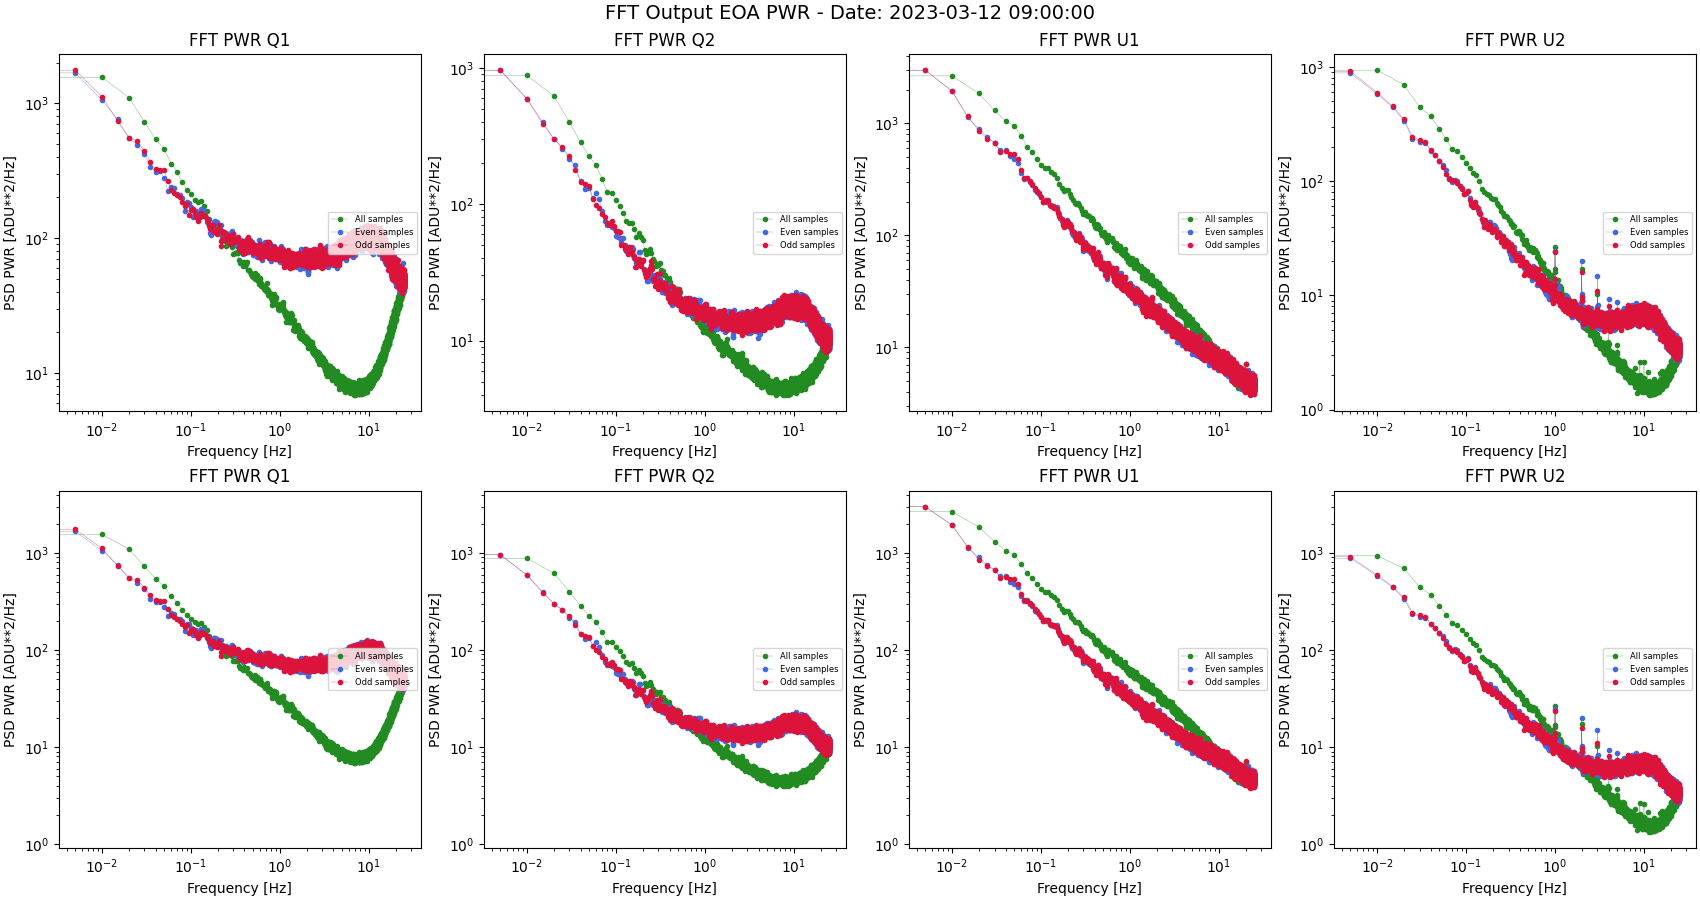 FFT Output EOA PWR - Date: 2023-03-12 09:00:00
FFT PWR Q1
PSD PWR [ADU**2/Hz]
10³
10²
10¹
All samples
Even samples
Odd samples
10⁻² 10⁻¹ 10⁰ 10¹
Frequency [Hz]
FFT PWR Q2
PSD PWR [ADU**2/Hz]
10³
10²
10¹
All samples
Even samples
Odd samples
10⁻² 10⁻¹ 10⁰ 10¹
Frequency [Hz]
FFT PWR U1
PSD PWR [ADU**2/Hz]
10³
10²
10¹
All samples
Even samples
Odd samples
10⁻² 10⁻¹ 10⁰ 10¹
Frequency [Hz]
FFT PWR U2
PSD PWR [ADU**2/Hz]
10³
10²
10¹
10⁰
All samples
Even samples
Odd samples
10⁻² 10⁻¹ 10⁰ 10¹
Frequency [Hz]
FFT PWR Q1
PSD PWR [ADU**2/Hz]
10³
10²
10¹
10⁰
All samples
Even samples
Odd samples
10⁻² 10⁻¹ 10⁰ 10¹
Frequency [Hz]
FFT PWR Q2
PSD PWR [ADU**2/Hz]
10³
10²
10¹
10⁰
All samples
Even samples
Odd samples
10⁻² 10⁻¹ 10⁰ 10¹
Frequency [Hz]
FFT PWR U1
PSD PWR [ADU**2/Hz]
10³
10²
10¹
10⁰
All samples
Even samples
Odd samples
10⁻² 10⁻¹ 10⁰ 10¹
Frequency [Hz]
FFT PWR U2
PSD PWR [ADU**2/Hz]
10³
10²
10¹
10⁰
All samples
Even samples
Odd samples
10⁻² 10⁻¹ 10⁰ 10¹
Frequency [Hz]